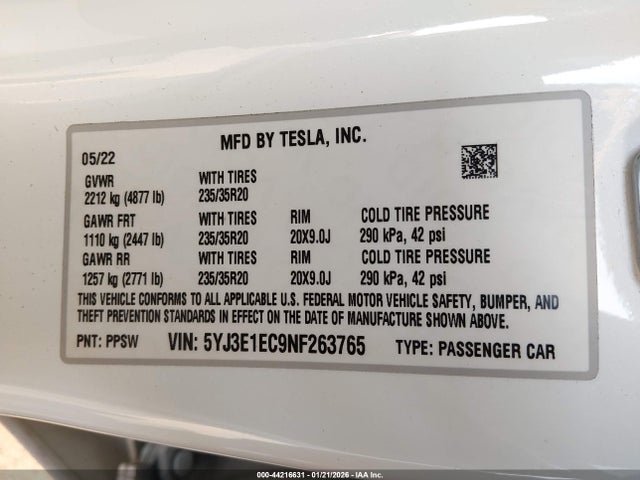 MFD BY TESLA, INC.
05/22
GVWR WITH TIRES
2212 kg (4877 lb) 235/35R20
GAWR FRT WITH TIRES RIM COLD TIRE PRESSURE
1110 kg (2447 lb) 235/35R20 20X9.0J 290 kPa, 42 psi
GAWR RR WITH TIRES RIM COLD TIRE PRESSURE
1257 kg (2771 lb) 235/35R20 20X9.0J 290 kPa, 42 psi
THIS VEHICLE CONFORMS TO ALL APPLICABLE U.S. FEDERAL MOTOR VEHICLE SAFETY, BUMPER, AND
THEFT PREVENTION STANDARDS IN EFFECT ON THE DATE OF MANUFACTURE SHOWN ABOVE.
PNT: PPSW VIN: 5YJ3E1EC9NF263765 TYPE: PASSENGER CAR
000-44216631 - 01/21/2026 - IAA Inc.